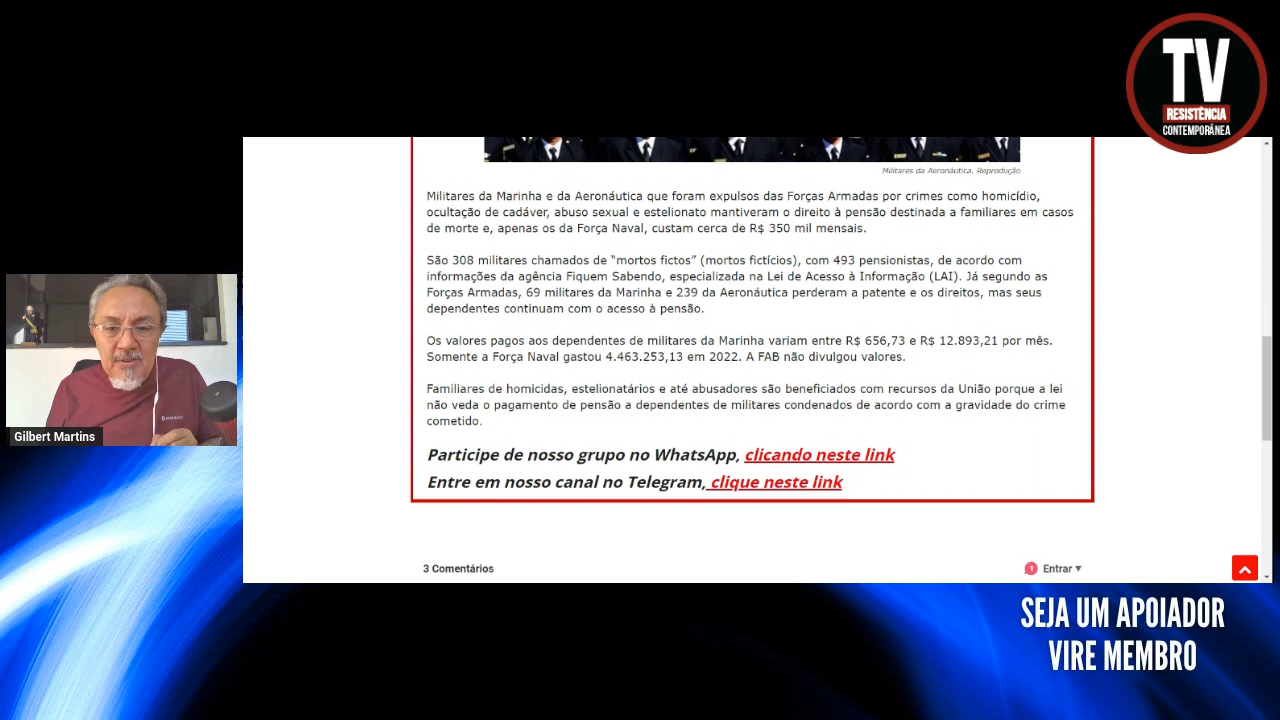 TV
RESISTÊNCIA
CONTEMPORÂNEA
Militares da Aeronáutica. Reprodução
Militares da Marinha e da Aeronáutica que foram expulsos das Forças Armadas por crimes como homicídio,
ocultação de cadáver, abuso sexual e estelionato mantiveram o direito à pensão destinada a familiares em casos
de morte e, apenas os da Força Naval, custam cerca de R$ 350 mil mensais.
São 308 militares chamados de “mortos fictos” (mortos fictícios), com 493 pensionistas, de acordo com
informações da agência Fiquem Sabendo, especializada na Lei de Acesso à Informação (LAI). Já segundo as
Forças Armadas, 69 militares da Marinha e 239 da Aeronáutica perderam a patente e os direitos, mas seus
dependentes continuam com o acesso à pensão.
Os valores pagos aos dependentes de militares da Marinha variam entre R$ 656,73 e R$ 12.893,21 por mês.
Somente a Força Naval gastou 4.463.253,13 em 2022. A FAB não divulgou valores.
Familiares de homicidas, estelionatários e até abusadores são beneficiados com recursos da União porque a lei
não veda o pagamento de pensão a dependentes de militares condenados de acordo com a gravidade do crime
cometido.
Participe de nosso grupo no WhatsApp, clicando neste link
Entre em nosso canal no Telegram, clique neste link
3 Comentários
1 Entrar
Gilbert Martins
SEJA UM APOIADOR
VIRE MEMBRO